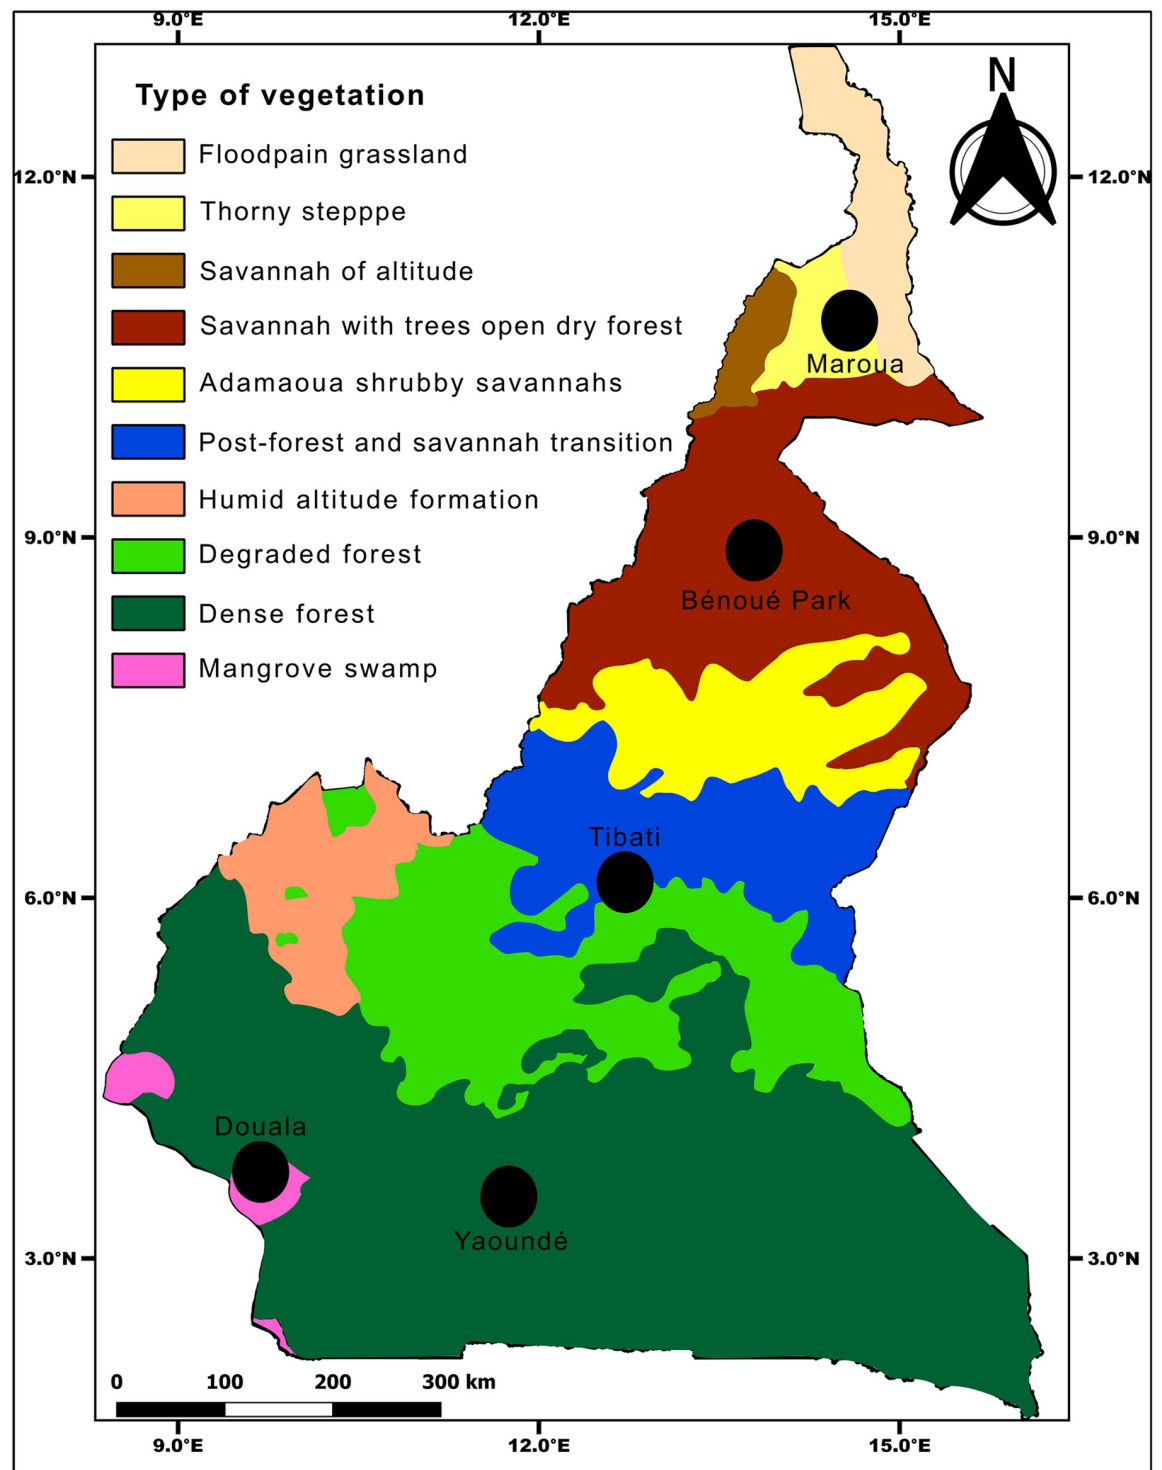 9.0°E 12.0°E 15.0°E
N
Type of vegetation
Floodpain grassland
12.0°N 12.0°N
Thorny stepppe
Savannah of altitude
Savannah with trees open dry forest
Maroua
Adamaoua shrubby savannahs
Post-forest and savannah transition
Humid altitude formation
9.0°N 9.0°N
Degraded forest
Bénoué Park
Dense forest
Mangrove swamp
Tibati
6.0°N 6.0°N
Douala
Yaoundé
3.0°N 3.0°N
0 100 200 300 km
9.0°E 12.0°E 15.0°E